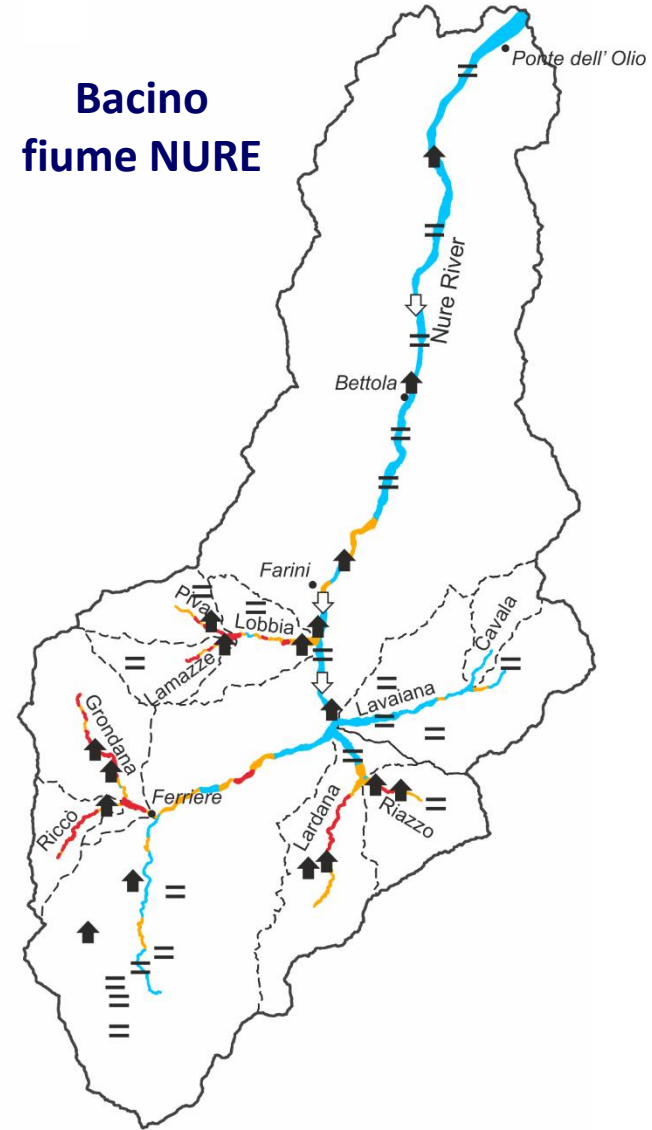 Bacino
fiume NURE
Ponte dell' Olio
Nure River
Bettola
Farini
Piva
Lobbia
Lamazze
Cavala
Lavaiana
Grondana
Riccò
Ferriere
Lardana
Riazzo